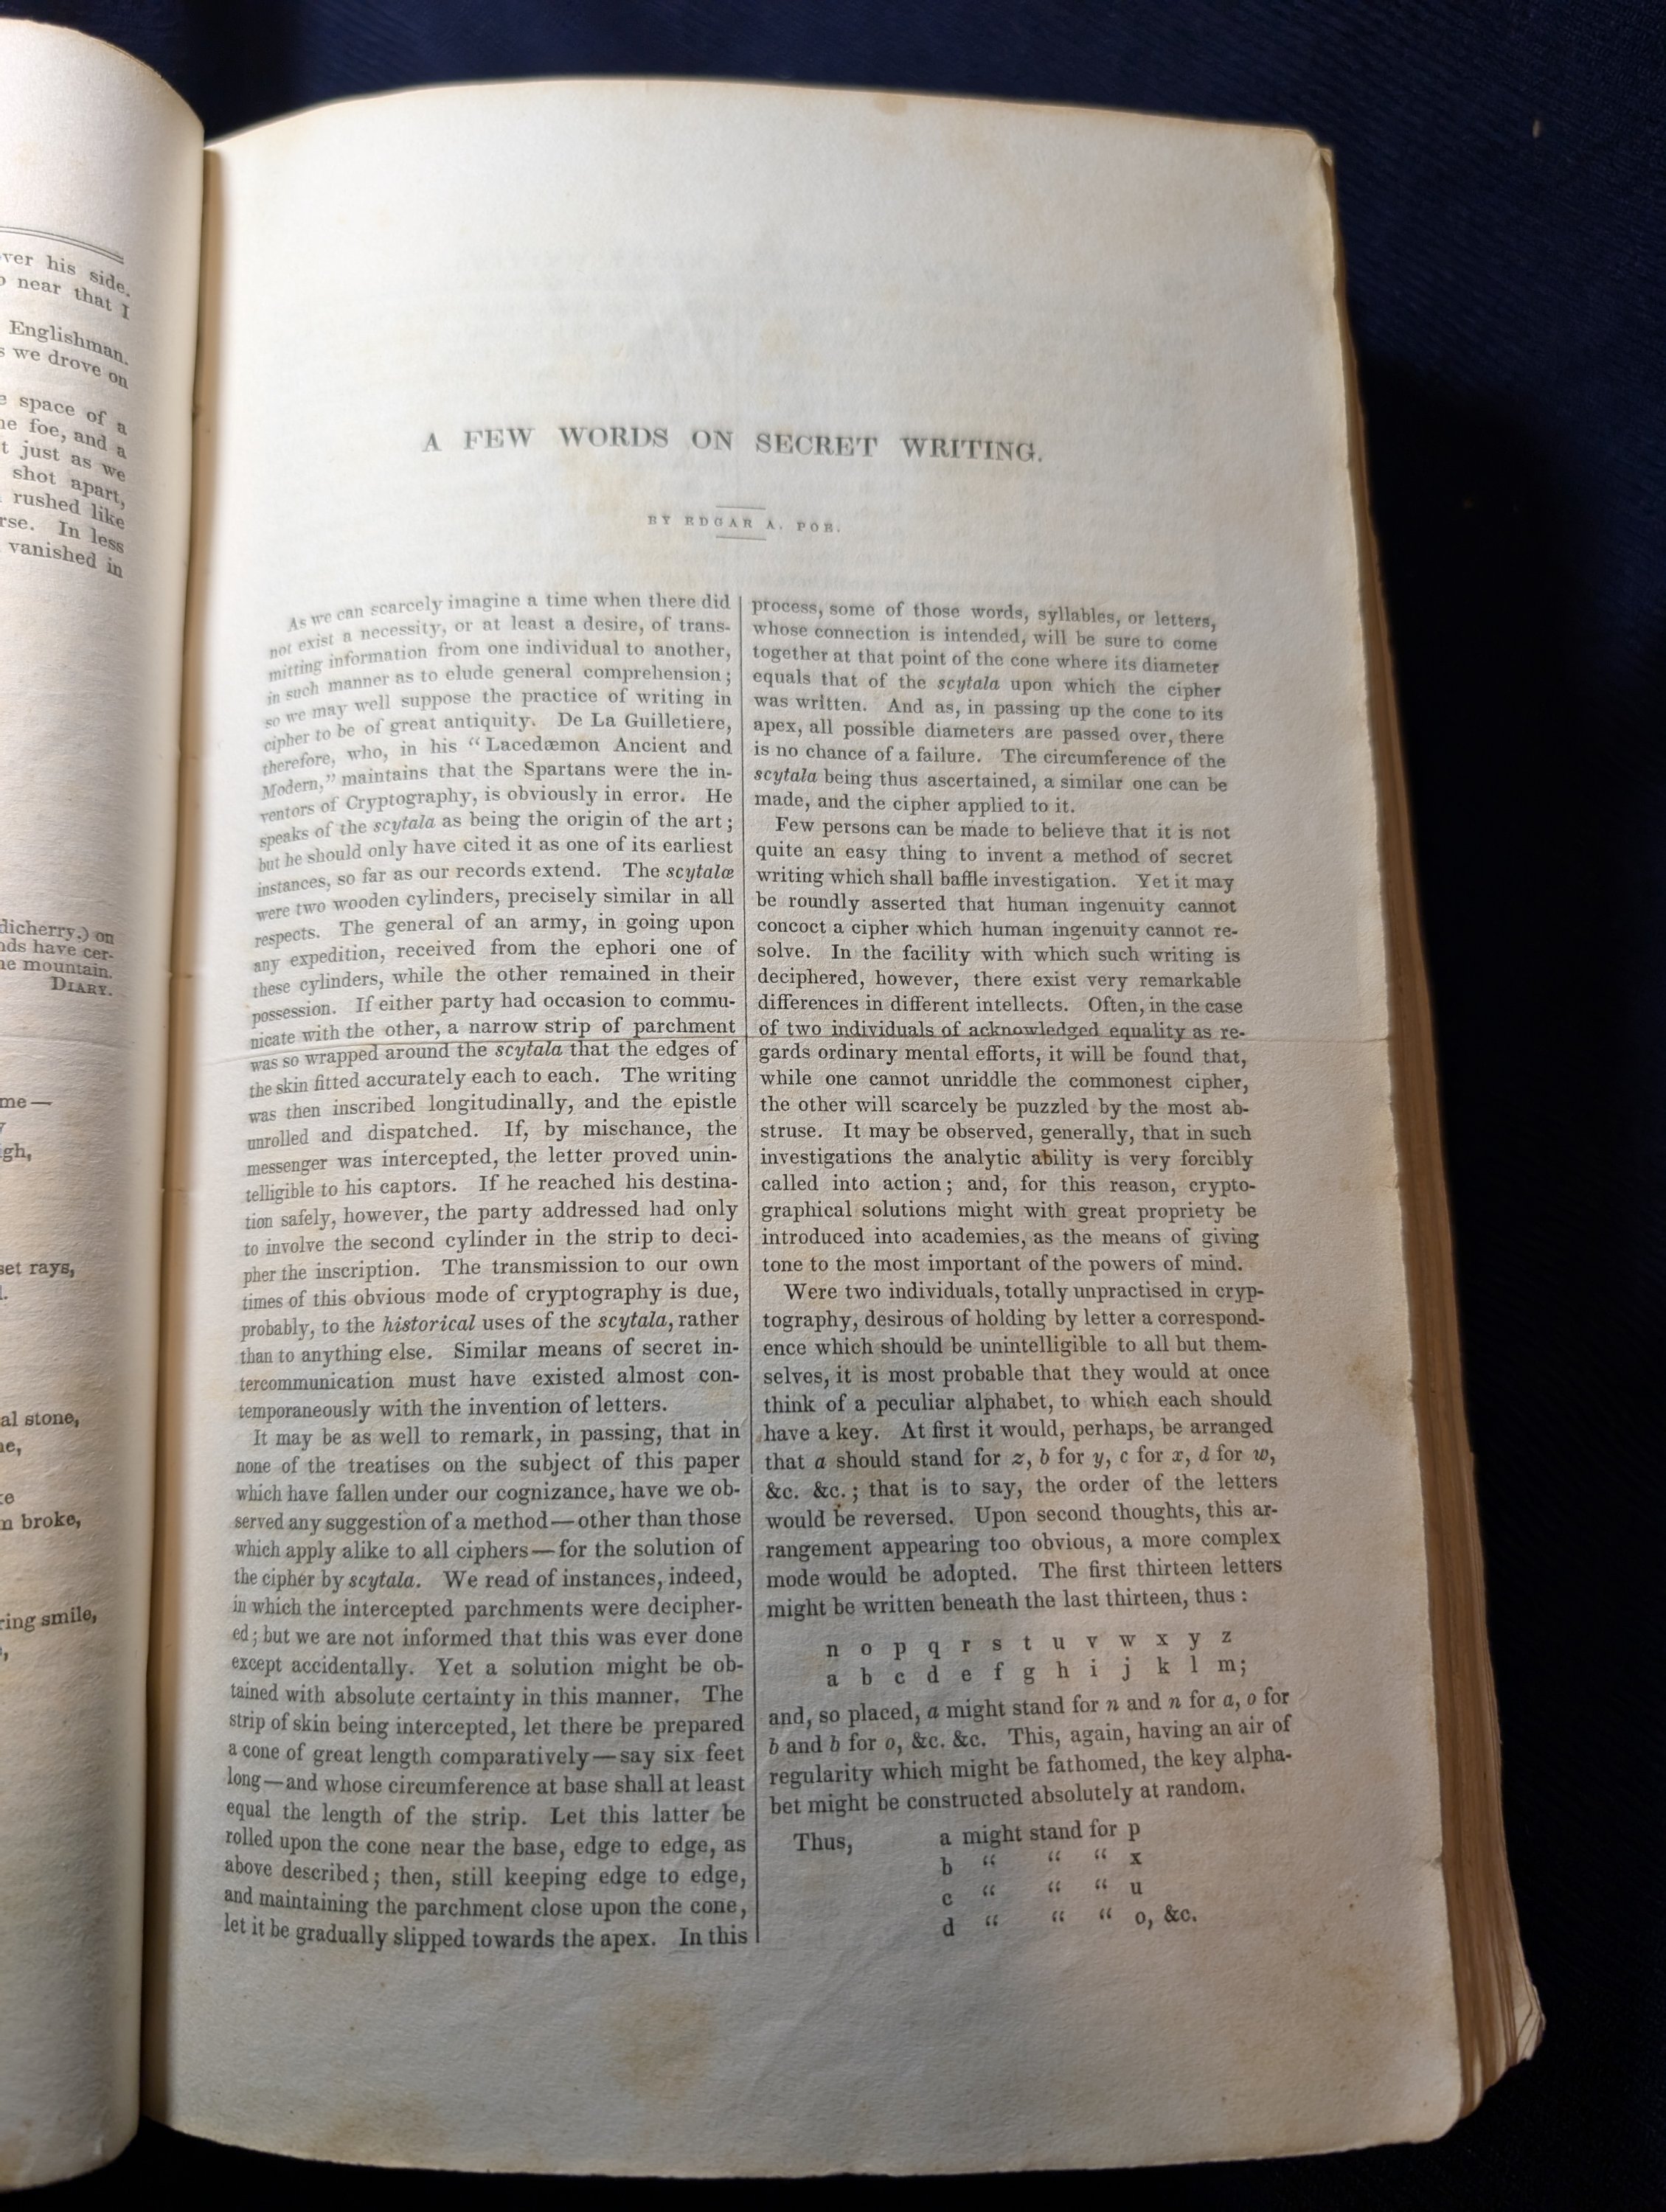 ver his side.
near that I
Englishman.
s we drove on
e space of a
he foe, and a
t just as we
shot apart,
rushed like
rse. In less
vanished in
dicherry.) on
nds have cer-
he mountain.
DIARY.
me—
igh,
set rays,
al stone,
ne,
n broke,
ring smile,
A FEW WORDS ON SECRET WRITING.
BY EDGAR A. POE.
As we can scarcely imagine a time when there did
not exist a necessity, or at least a desire, of trans-
mitting information from one individual to another,
in such manner as to elude general comprehension;
so we may well suppose the practice of writing in
cipher to be of great antiquity. De La Guilletiere,
therefore, who, in his “Lacedæmon Ancient and
Modern,” maintains that the Spartans were the in-
ventors of Cryptography, is obviously in error. He
speaks of the scytala as being the origin of the art;
but he should only have cited it as one of its earliest
instances, so far as our records extend. The scytalæ
were two wooden cylinders, precisely similar in all
respects. The general of an army, in going upon
any expedition, received from the ephori one of
these cylinders, while the other remained in their
possession. If either party had occasion to commu-
nicate with the other, a narrow strip of parchment
was so wrapped around the scytala that the edges of
the skin fitted accurately each to each. The writing
was then inscribed longitudinally, and the epistle
unrolled and dispatched. If, by mischance, the
messenger was intercepted, the letter proved unin-
telligible to his captors. If he reached his destina-
tion safely, however, the party addressed had only
to involve the second cylinder in the strip to deci-
pher the inscription. The transmission to our own
times of this obvious mode of cryptography is due,
probably, to the historical uses of the scytala, rather
than to anything else. Similar means of secret in-
tercommunication must have existed almost con-
temporaneously with the invention of letters.
It may be as well to remark, in passing, that in
none of the treatises on the subject of this paper
which have fallen under our cognizance, have we ob-
served any suggestion of a method—other than those
which apply alike to all ciphers—for the solution of
the cipher by scytala. We read of instances, indeed,
in which the intercepted parchments were decipher-
ed; but we are not informed that this was ever done
except accidentally. Yet a solution might be ob-
tained with absolute certainty in this manner. The
strip of skin being intercepted, let there be prepared
a cone of great length comparatively—say six feet
long—and whose circumference at base shall at least
equal the length of the strip. Let this latter be
rolled upon the cone near the base, edge to edge, as
above described; then, still keeping edge to edge,
and maintaining the parchment close upon the cone,
let it be gradually slipped towards the apex. In this
process, some of those words, syllables, or letters,
whose connection is intended, will be sure to come
together at that point of the cone where its diameter
equals that of the scytala upon which the cipher
was written. And as, in passing up the cone to its
apex, all possible diameters are passed over, there
is no chance of a failure. The circumference of the
scytala being thus ascertained, a similar one can be
made, and the cipher applied to it.
Few persons can be made to believe that it is not
quite an easy thing to invent a method of secret
writing which shall baffle investigation. Yet it may
be roundly asserted that human ingenuity cannot
concoct a cipher which human ingenuity cannot re-
solve. In the facility with which such writing is
deciphered, however, there exist very remarkable
differences in different intellects. Often, in the case
of two individuals of acknowledged equality as re-
gards ordinary mental efforts, it will be found that,
while one cannot unriddle the commonest cipher,
the other will scarcely be puzzled by the most ab-
struse. It may be observed, generally, that in such
investigations the analytic ability is very forcibly
called into action; and, for this reason, crypto-
graphical solutions might with great propriety be
introduced into academies, as the means of giving
tone to the most important of the powers of mind.
Were two individuals, totally unpractised in cryp-
tography, desirous of holding by letter a correspond-
ence which should be unintelligible to all but them-
selves, it is most probable that they would at once
think of a peculiar alphabet, to which each should
have a key. At first it would, perhaps, be arranged
that a should stand for z, b for y, c for x, d for w,
&c. &c.; that is to say, the order of the letters
would be reversed. Upon second thoughts, this ar-
rangement appearing too obvious, a more complex
mode would be adopted. The first thirteen letters
might be written beneath the last thirteen, thus:
n o p q r s t u v w x y z
a b c d e f g h i j k l m;
and, so placed, a might stand for n and n for a, o for
b and b for o, &c. &c. This, again, having an air of
regularity which might be fathomed, the key alpha-
bet might be constructed absolutely at random.
Thus, a might stand for p
b “ “ “ x
c “ “ “ u
d “ “ “ o, &c.